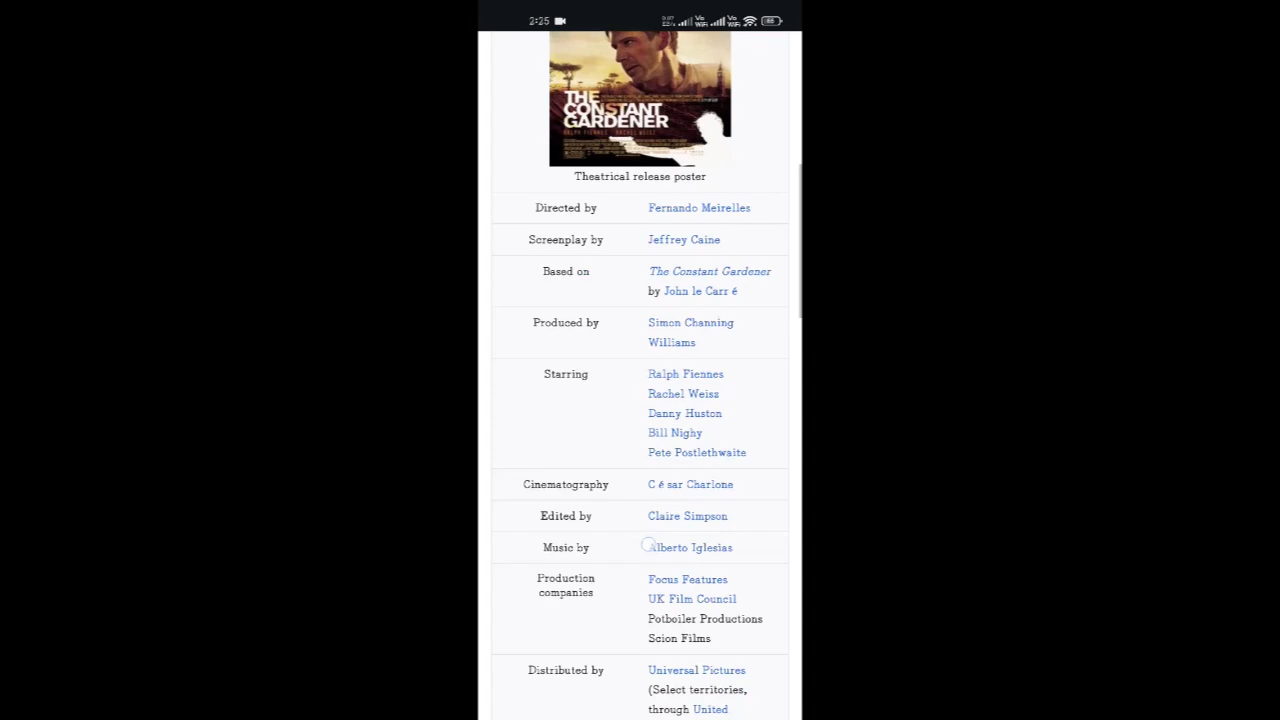 2:25
THE
CONSTANT
GARDENER
RALPH FIENNES RACHEL WEISZ
Theatrical release poster
Directed by Fernando Meirelles
Screenplay by Jeffrey Caine
Based on The Constant Gardener
by John le Carr é
Produced by Simon Channing
Williams
Starring Ralph Fiennes
Rachel Weisz
Danny Huston
Bill Nighy
Pete Postlethwaite
Cinematography C é sar Charlone
Edited by Claire Simpson
Music by Alberto Iglesias
Production
companies
Focus Features
UK Film Council
Potboiler Productions
Scion Films
Distributed by Universal Pictures
(Select territories,
through United